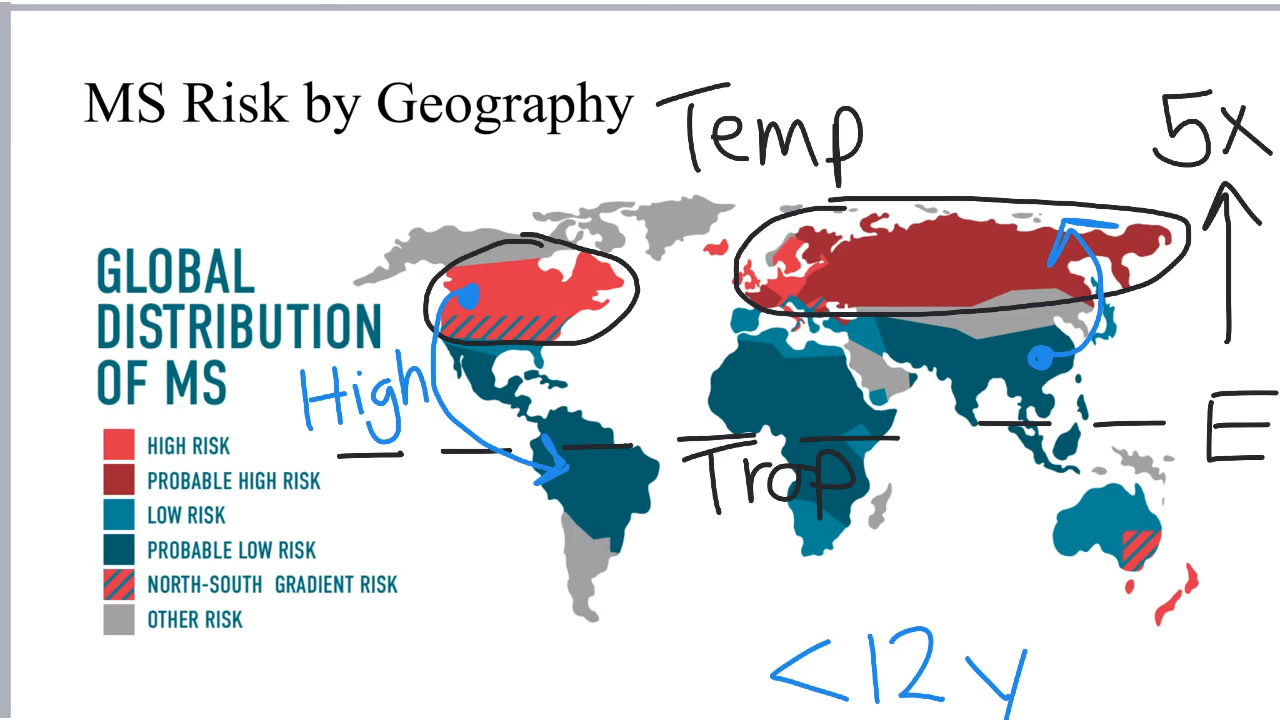 MS Risk by Geography
Temp
5x
GLOBAL
DISTRIBUTION
OF MS
High
E
Trop
HIGH RISK
PROBABLE HIGH RISK
LOW RISK
PROBABLE LOW RISK
NORTH-SOUTH GRADIENT RISK
OTHER RISK
<12 y